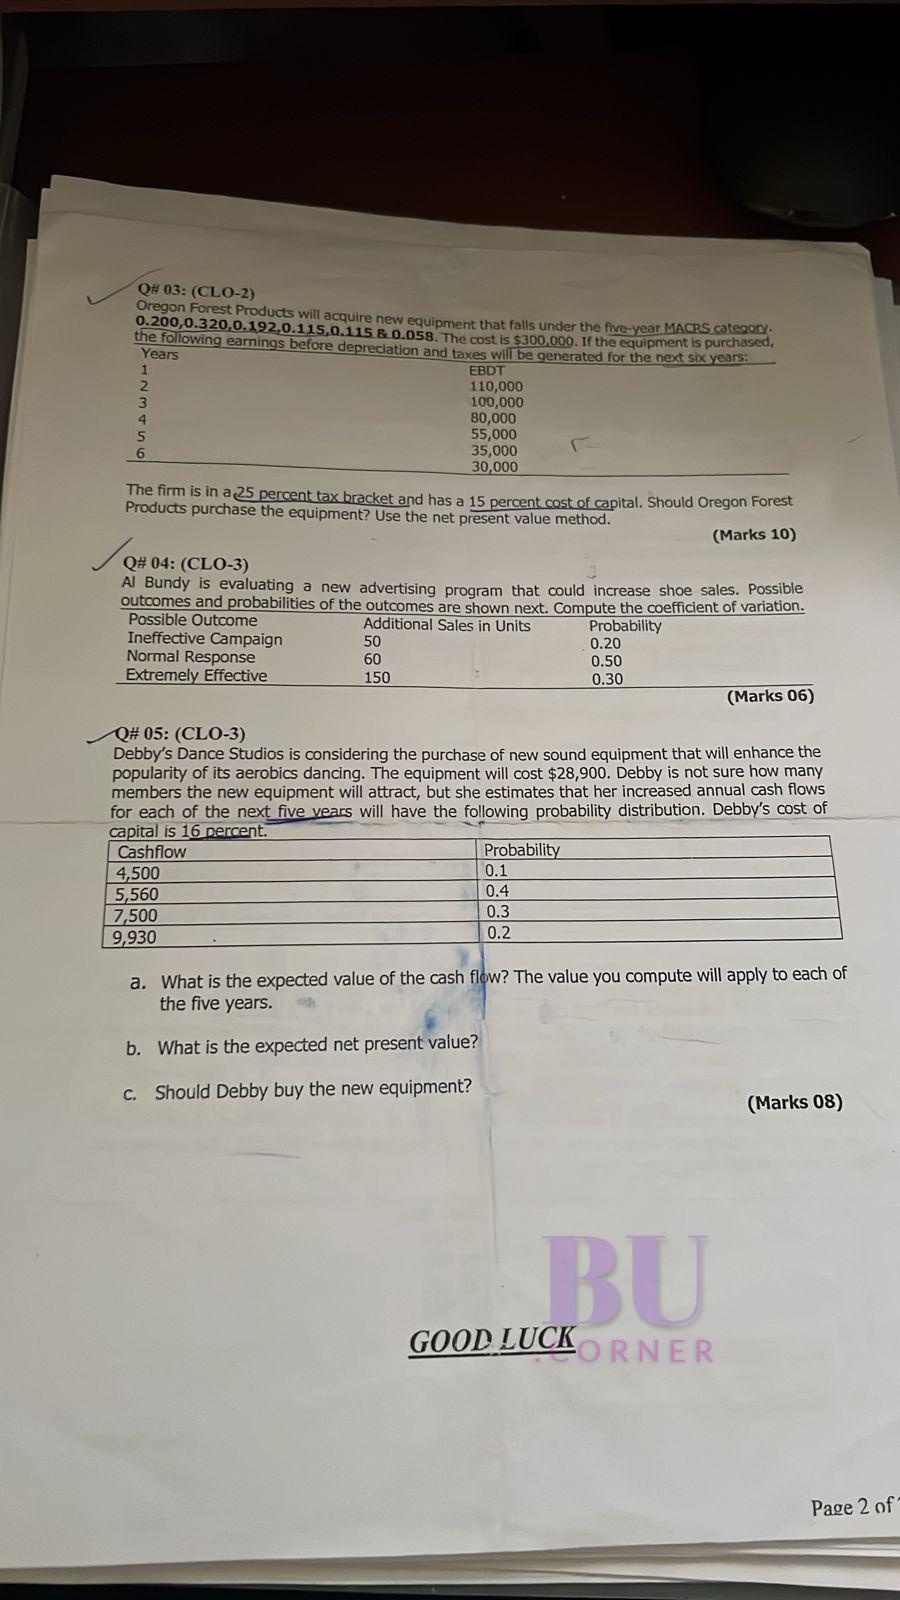 Q# 03: (CLO-2)
Oregon Forest Products will acquire new equipment that falls under the five-year MACRS category.
0.200,0.320,0.192,0.115,0.115 & 0.058. The cost is $300,000. If the equipment is purchased,
the following earnings before depreciation and taxes will be generated for the next six years:
Years EBDT
1 110,000
2 100,000
3 80,000
4 55,000
5 35,000
6 30,000
The firm is in a 25 percent tax bracket and has a 15 percent cost of capital. Should Oregon Forest
Products purchase the equipment? Use the net present value method.
(Marks 10)
Q# 04: (CLO-3)
Al Bundy is evaluating a new advertising program that could increase shoe sales. Possible
outcomes and probabilities of the outcomes are shown next. Compute the coefficient of variation.
Possible Outcome Additional Sales in Units Probability
Ineffective Campaign 50 0.20
Normal Response 60 0.50
Extremely Effective 150 0.30
(Marks 06)
Q# 05: (CLO-3)
Debby's Dance Studios is considering the purchase of new sound equipment that will enhance the
popularity of its aerobics dancing. The equipment will cost $28,900. Debby is not sure how many
members the new equipment will attract, but she estimates that her increased annual cash flows
for each of the next five years will have the following probability distribution. Debby's cost of
capital is 16 percent.
Cashflow Probability
4,500 0.1
5,560 0.4
7,500 0.3
9,930 0.2
a. What is the expected value of the cash flow? The value you compute will apply to each of
the five years.
b. What is the expected net present value?
c. Should Debby buy the new equipment?
(Marks 08)
BU
.CORNER
GOOD LUCK
Page 2 of